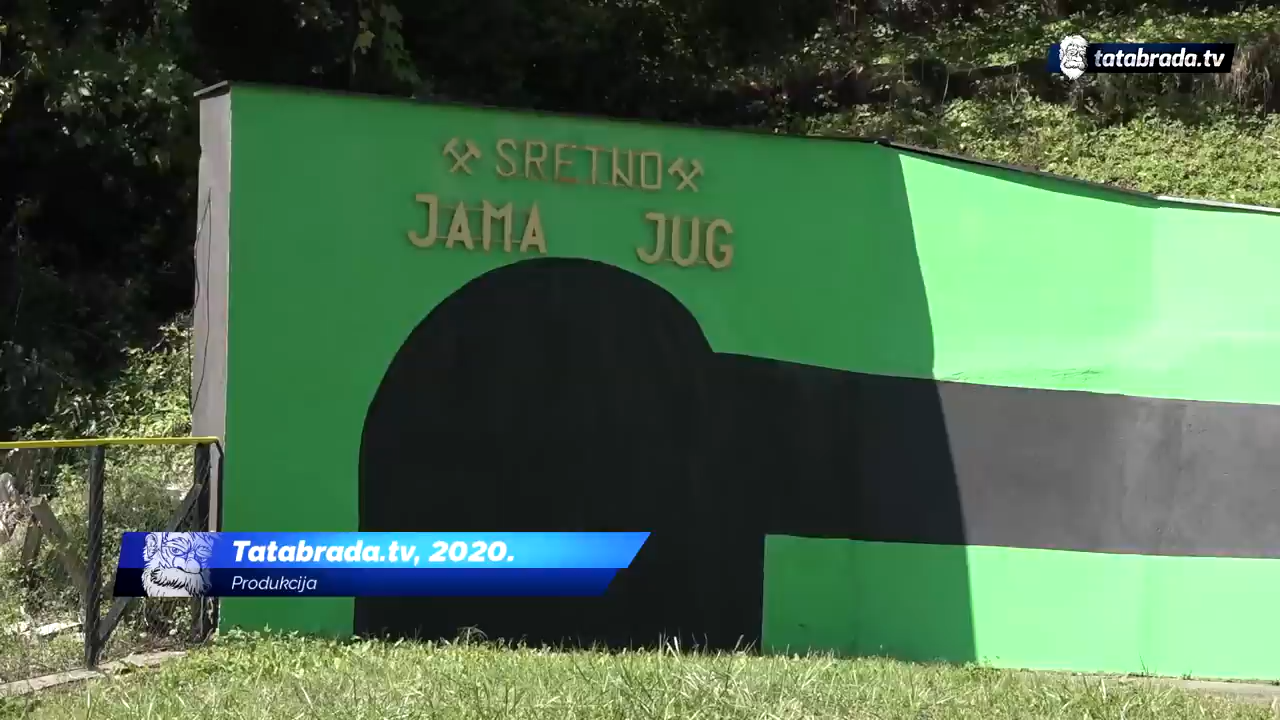 tatabrada.tv
SRETNO
JAMA JUG
Tatabrada.tv, 2020.
Produkcija